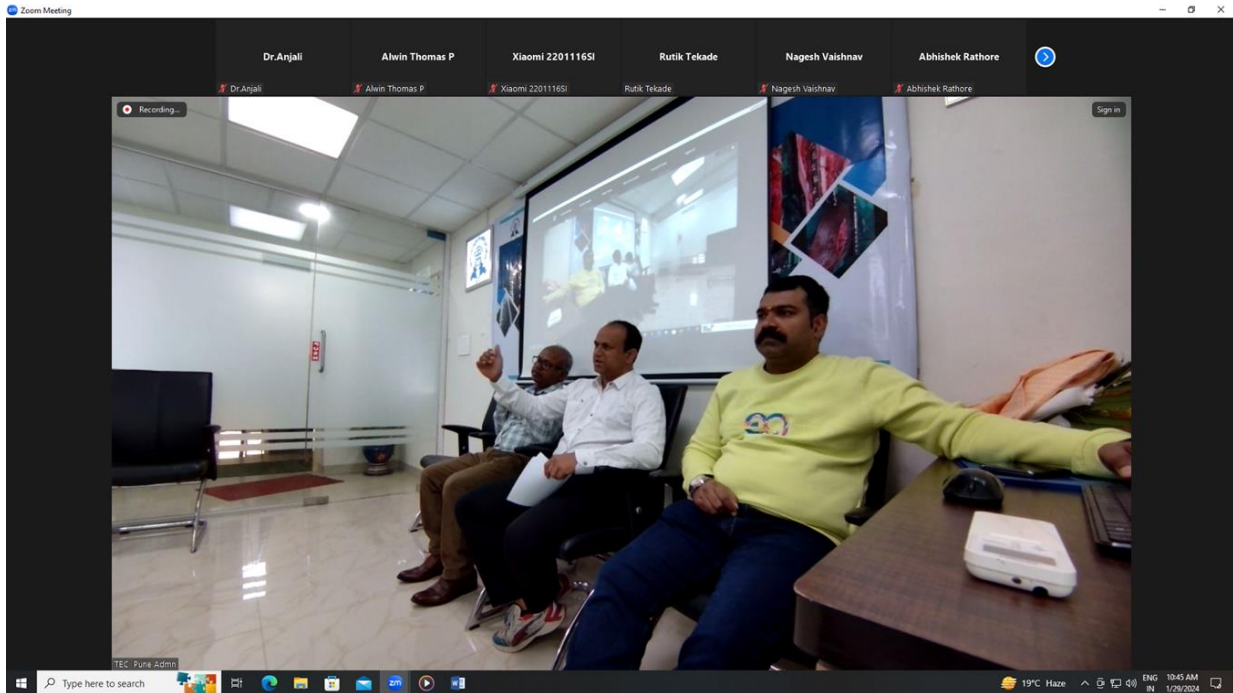 Zoom Meeting
Dr.Anjali
Alwin Thomas P
Xiaomi 2201116SI
Rutik Tekade
Nagesh Vaishnav
Abhishek Rathore
Dr.Anjali
Alwin Thomas P
Xiaomi 2201116SI
Rutik Tekade
Nagesh Vaishnav
Abhishek Rathore
Recording...
Sign in
TEC Pune Admn
Type here to search
zm
19°C Haze
ENG
IN
10:45 AM
1/29/2024